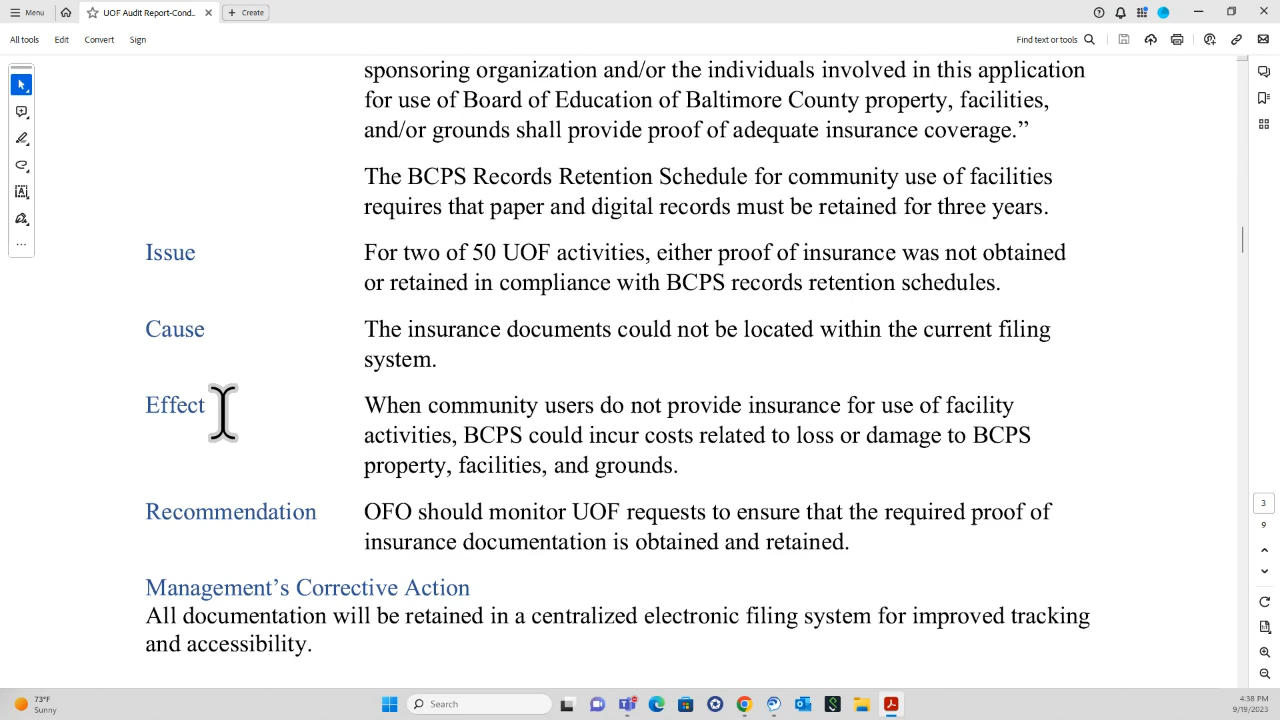 Menu
UOF Audit Report-Cond...
Create
All tools
Edit
Convert
Sign
Find text or tools
sponsoring organization and/or the individuals involved in this application
for use of Board of Education of Baltimore County property, facilities,
and/or grounds shall provide proof of adequate insurance coverage.”
The BCPS Records Retention Schedule for community use of facilities
requires that paper and digital records must be retained for three years.
Issue
For two of 50 UOF activities, either proof of insurance was not obtained
or retained in compliance with BCPS records retention schedules.
Cause
The insurance documents could not be located within the current filing
system.
Effect
When community users do not provide insurance for use of facility
activities, BCPS could incur costs related to loss or damage to BCPS
property, facilities, and grounds.
Recommendation
OFO should monitor UOF requests to ensure that the required proof of
insurance documentation is obtained and retained.
Management’s Corrective Action
All documentation will be retained in a centralized electronic filing system for improved tracking
and accessibility.
3
9
73°F
Sunny
Search
4:38 PM
9/19/2023